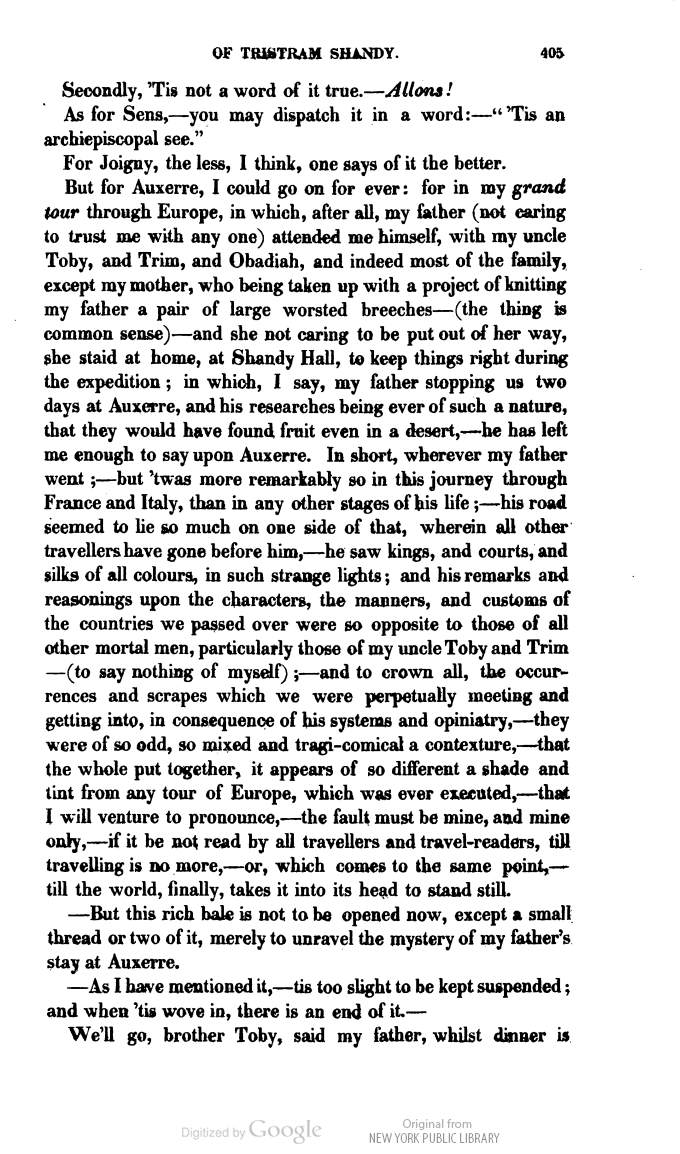 OF TRISTRAM SHANDY. 405
Secondly, ’Tis not a word of it true.—Allons!
As for Sens,—you may dispatch it in a word:—“ ’Tis an
archiepiscopal see.”
For Joigny, the less, I think, one says of it the better.
But for Auxerre, I could go on for ever: for in my grand
tour through Europe, in which, after all, my father (not caring
to trust me with any one) attended me himself, with my uncle
Toby, and Trim, and Obadiah, and indeed most of the family,
except my mother, who being taken up with a project of knitting
my father a pair of large worsted breeches—(the thing is
common sense)—and she not caring to be put out of her way,
she staid at home, at Shandy Hall, to keep things right during
the expedition ; in which, I say, my father stopping us two
days at Auxerre, and his researches being ever of such a nature,
that they would have found fruit even in a desert,—he has left
me enough to say upon Auxerre. In short, wherever my father
went ;—but ’twas more remarkably so in this journey through
France and Italy, than in any other stages of his life ;—his road
seemed to lie so much on one side of that, wherein all other
travellers have gone before him,—he saw kings, and courts, and
silks of all colours, in such strange lights ; and his remarks and
reasonings upon the characters, the manners, and customs of
the countries we passed over were so opposite to those of all
other mortal men, particularly those of my uncle Toby and Trim
—(to say nothing of myself) ;—and to crown all, the occur-
rences and scrapes which we were perpetually meeting and
getting into, in consequence of his systems and opiniatry,—they
were of so odd, so mixed and tragi-comical a contexture,—that
the whole put together, it appears of so different a shade and
tint from any tour of Europe, which was ever executed,—that
I will venture to pronounce,—the fault must be mine, and mine
only,—if it be not read by all travellers and travel-readers, till
travelling is no more,—or, which comes to the same point,—
till the world, finally, takes it into its head to stand still.
—But this rich bale is not to be opened now, except a small
thread or two of it, merely to unravel the mystery of my father’s
stay at Auxerre.
—As I have mentioned it,—tis too slight to be kept suspended ;
and when ’tis wove in, there is an end of it.—
We’ll go, brother Toby, said my father, whilst dinner is
Digitized by Google
Original from
NEW YORK PUBLIC LIBRARY